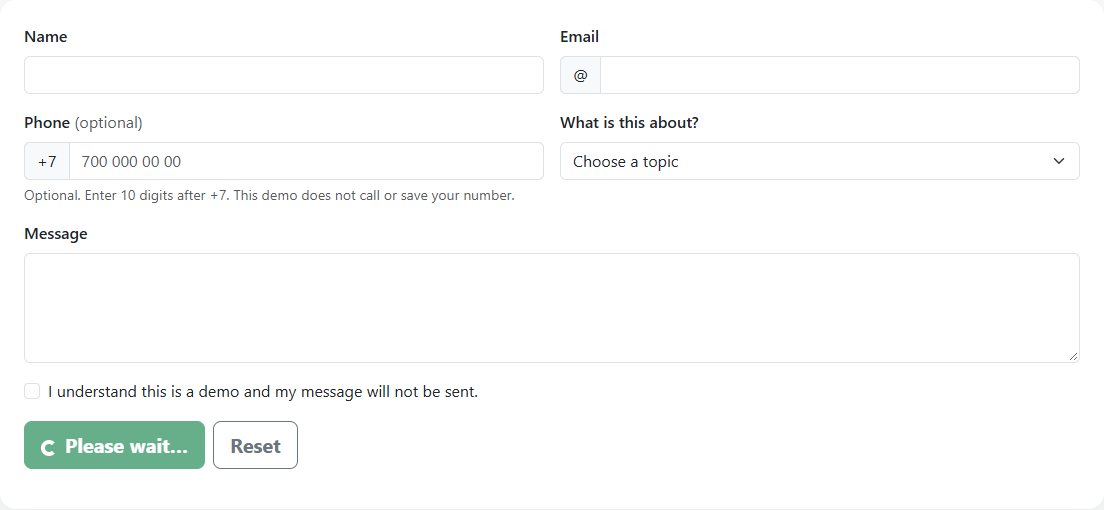 Name
Email
@
Phone (optional)
What is this about?
+7 700 000 00 00
Choose a topic
Optional. Enter 10 digits after +7. This demo does not call or save your number.
Message
I understand this is a demo and my message will not be sent.
Please wait...
Reset